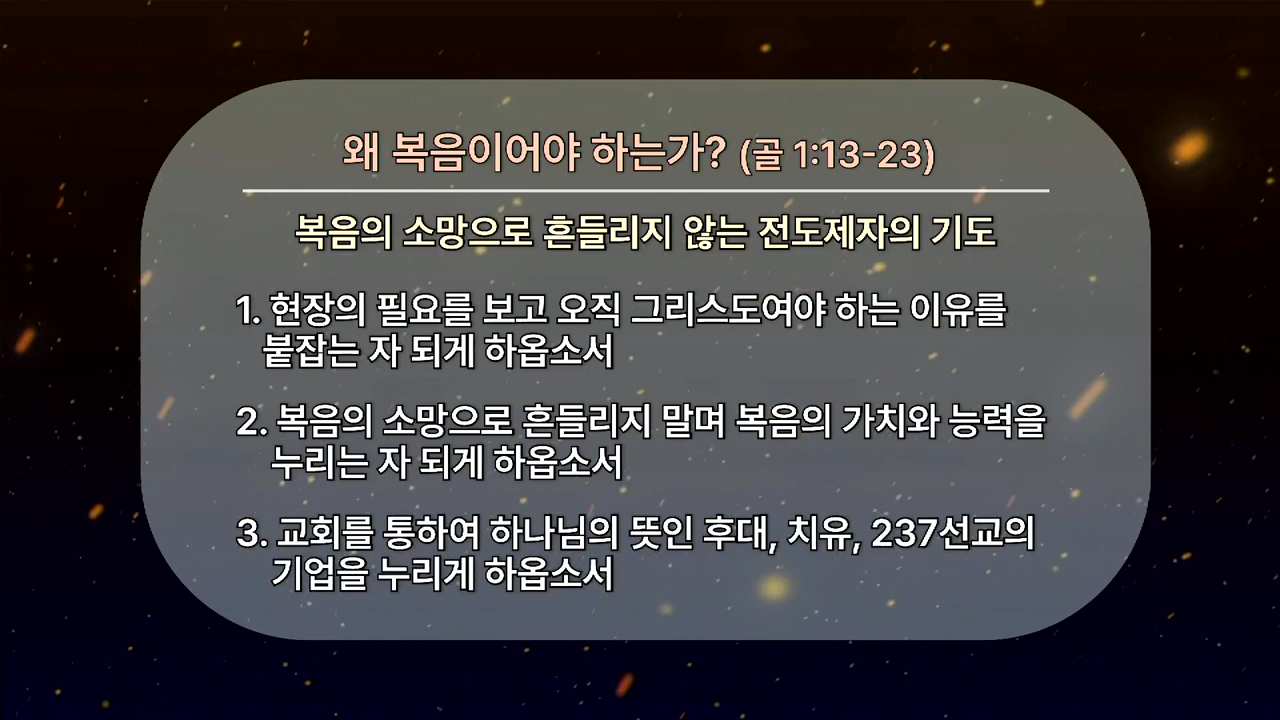 왜 복음이어야 하는가? (골 1:13-23)
복음의 소망으로 흔들리지 않는 전도제자의 기도
1. 현장의 필요를 보고 오직 그리스도여야 하는 이유를
붙잡는 자 되게 하옵소서
2. 복음의 소망으로 흔들리지 말며 복음의 가치와 능력을
누리는 자 되게 하옵소서
3. 교회를 통하여 하나님의 뜻인 후대, 치유, 237선교의
기업을 누리게 하옵소서